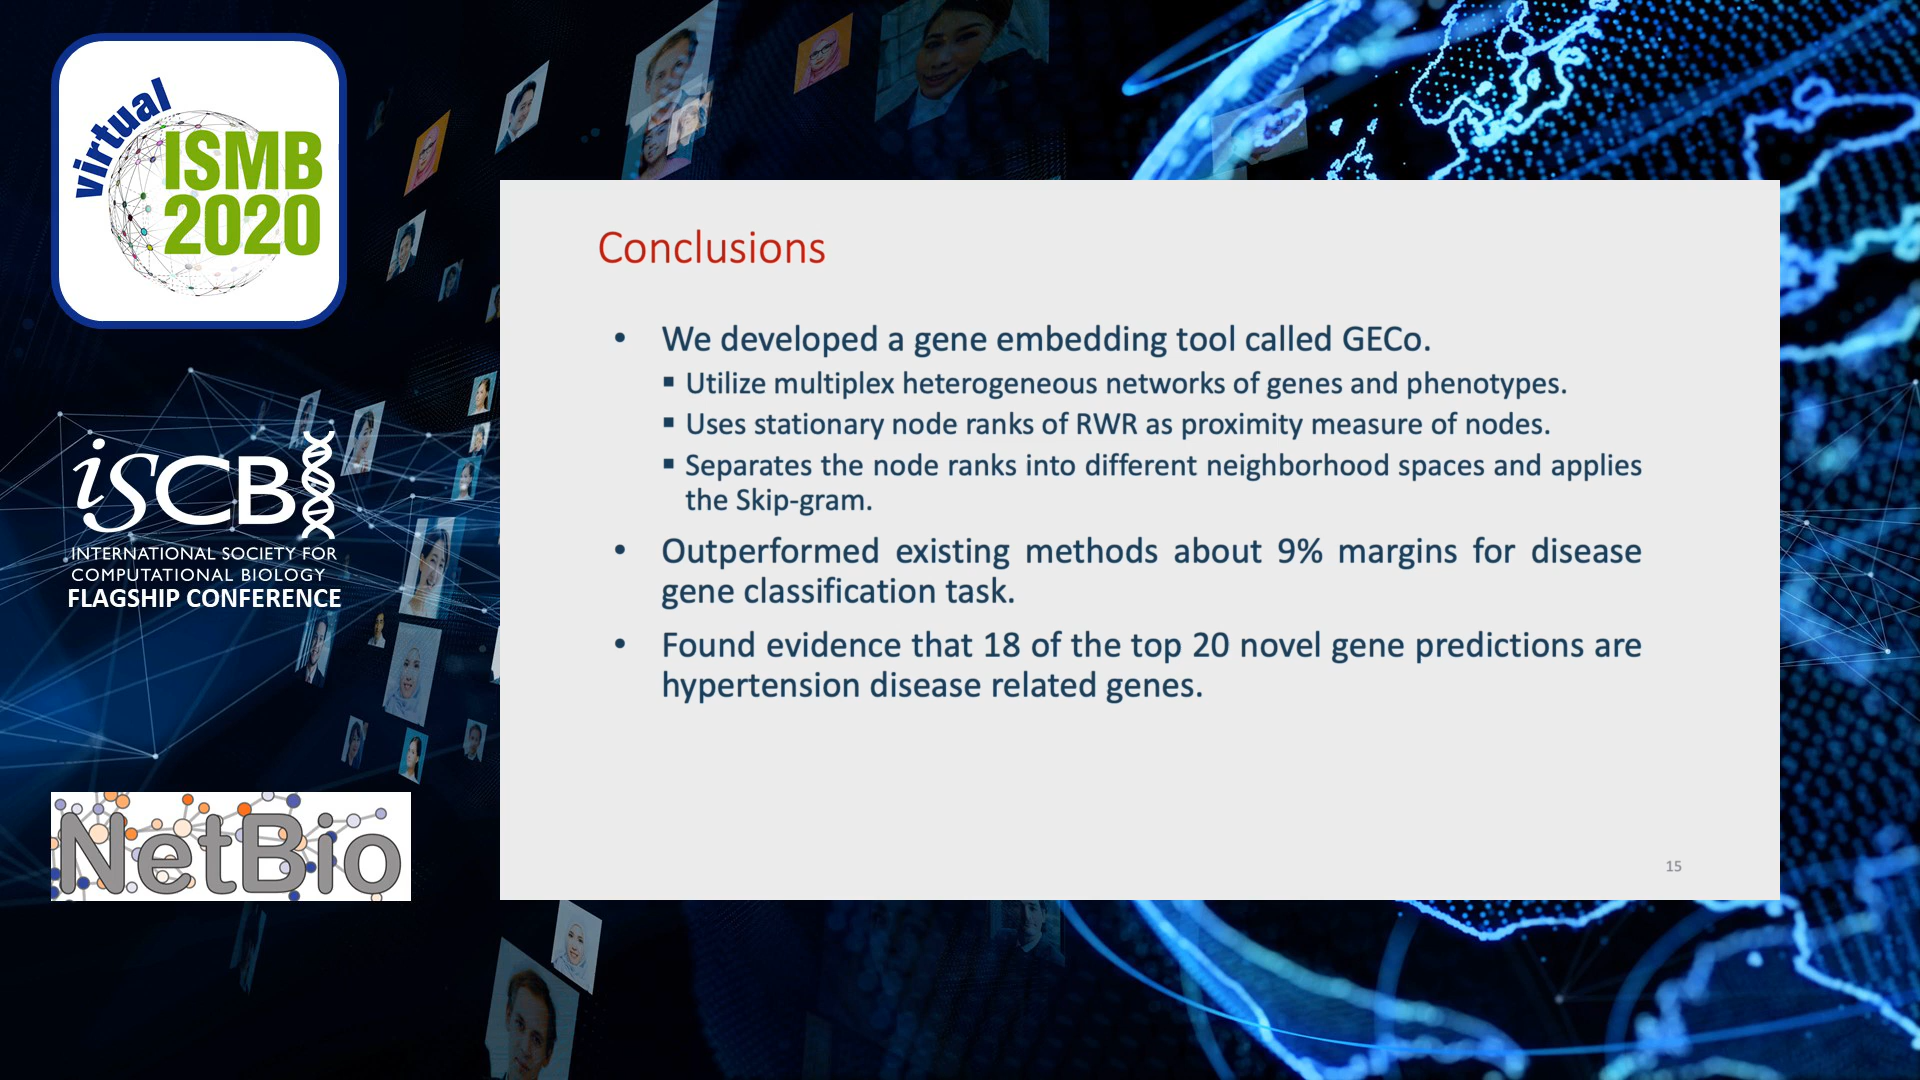 virtual
ISMB
2020
iSCB
INTERNATIONAL SOCIETY FOR
COMPUTATIONAL BIOLOGY
FLAGSHIP CONFERENCE
NetBio
Conclusions
• We developed a gene embedding tool called GECo.
▪ Utilize multiplex heterogeneous networks of genes and phenotypes.
▪ Uses stationary node ranks of RWR as proximity measure of nodes.
▪ Separates the node ranks into different neighborhood spaces and applies
the Skip-gram.
• Outperformed existing methods about 9% margins for disease
gene classification task.
• Found evidence that 18 of the top 20 novel gene predictions are
hypertension disease related genes.
15